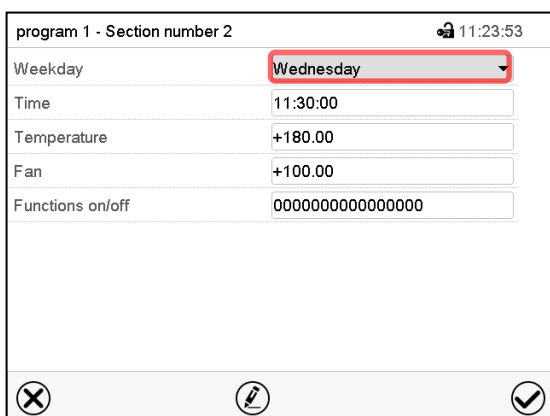 program 1 - Section number 2 11:23:53
Weekday Wednesday
Time 11:30:00
Temperature +180.00
Fan +100.00
Functions on/off 0000000000000000